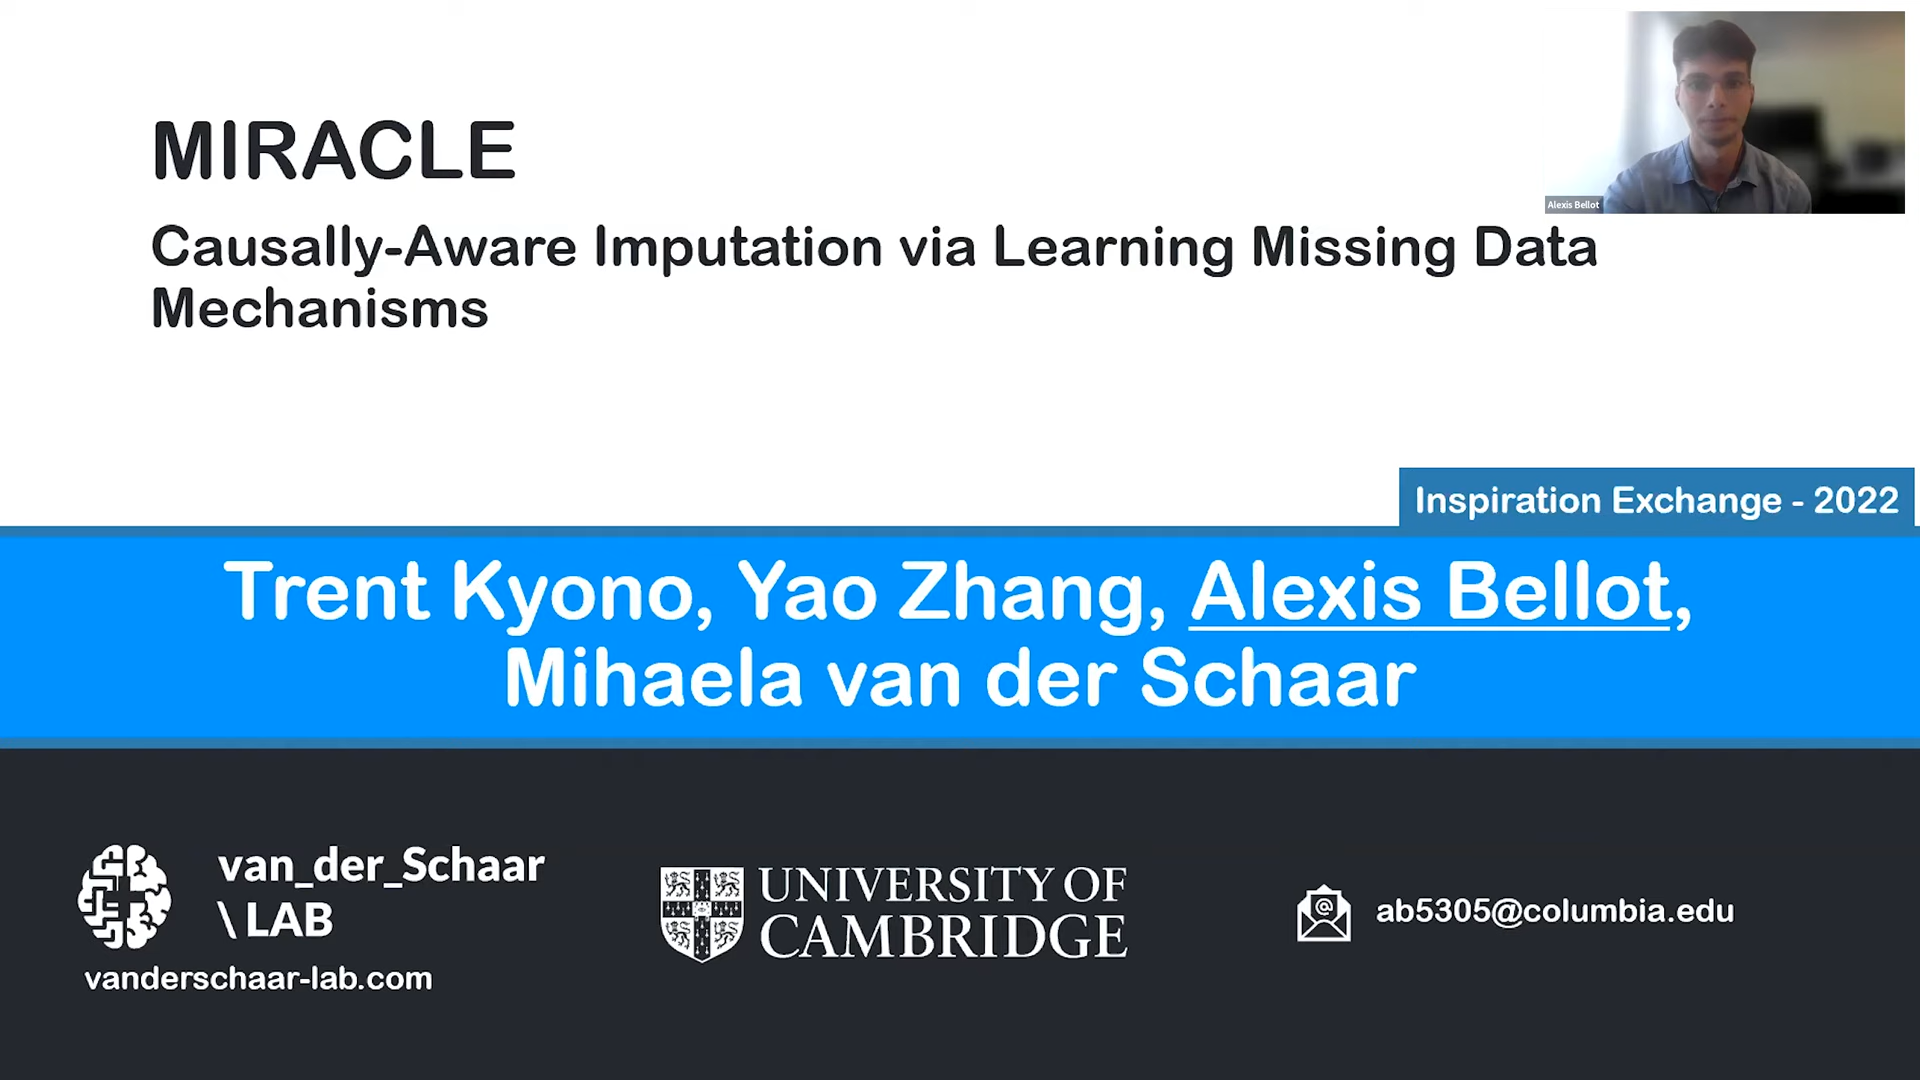 MIRACLE
Alexis Bellot
Causally-Aware Imputation via Learning Missing Data
Mechanisms
Inspiration Exchange - 2022
Trent Kyono, Yao Zhang, Alexis Bellot,
Mihaela van der Schaar
van_der_Schaar
\ LAB
vanderschaar-lab.com
UNIVERSITY OF
CAMBRIDGE
ab5305@columbia.edu